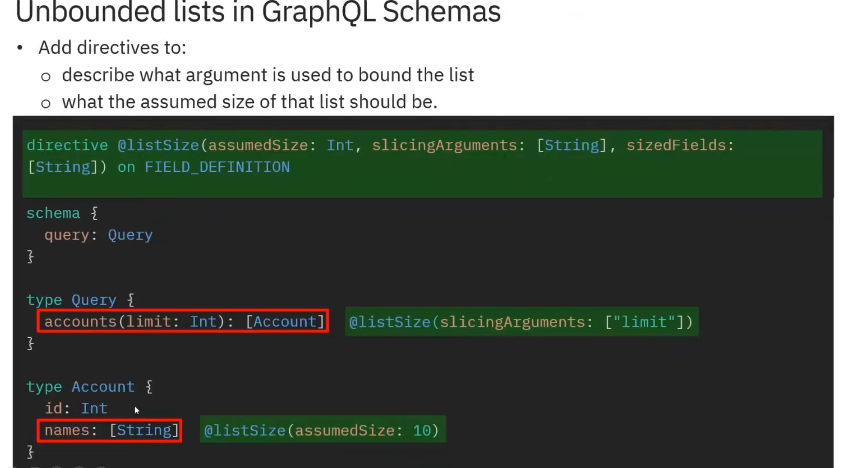 Unbounded lists in GraphQL Schemas
• Add directives to:
o describe what argument is used to bound the list
o what the assumed size of that list should be.
directive @listSize(assumedSize: Int, slicingArguments: [String], sizedFields:
[String]) on FIELD_DEFINITION
schema {
query: Query
}
type Query {
accounts(limit: Int): [Account] @listSize(slicingArguments: ["limit"])
}
type Account {
id: Int
names: [String] @listSize(assumedSize: 10)
}